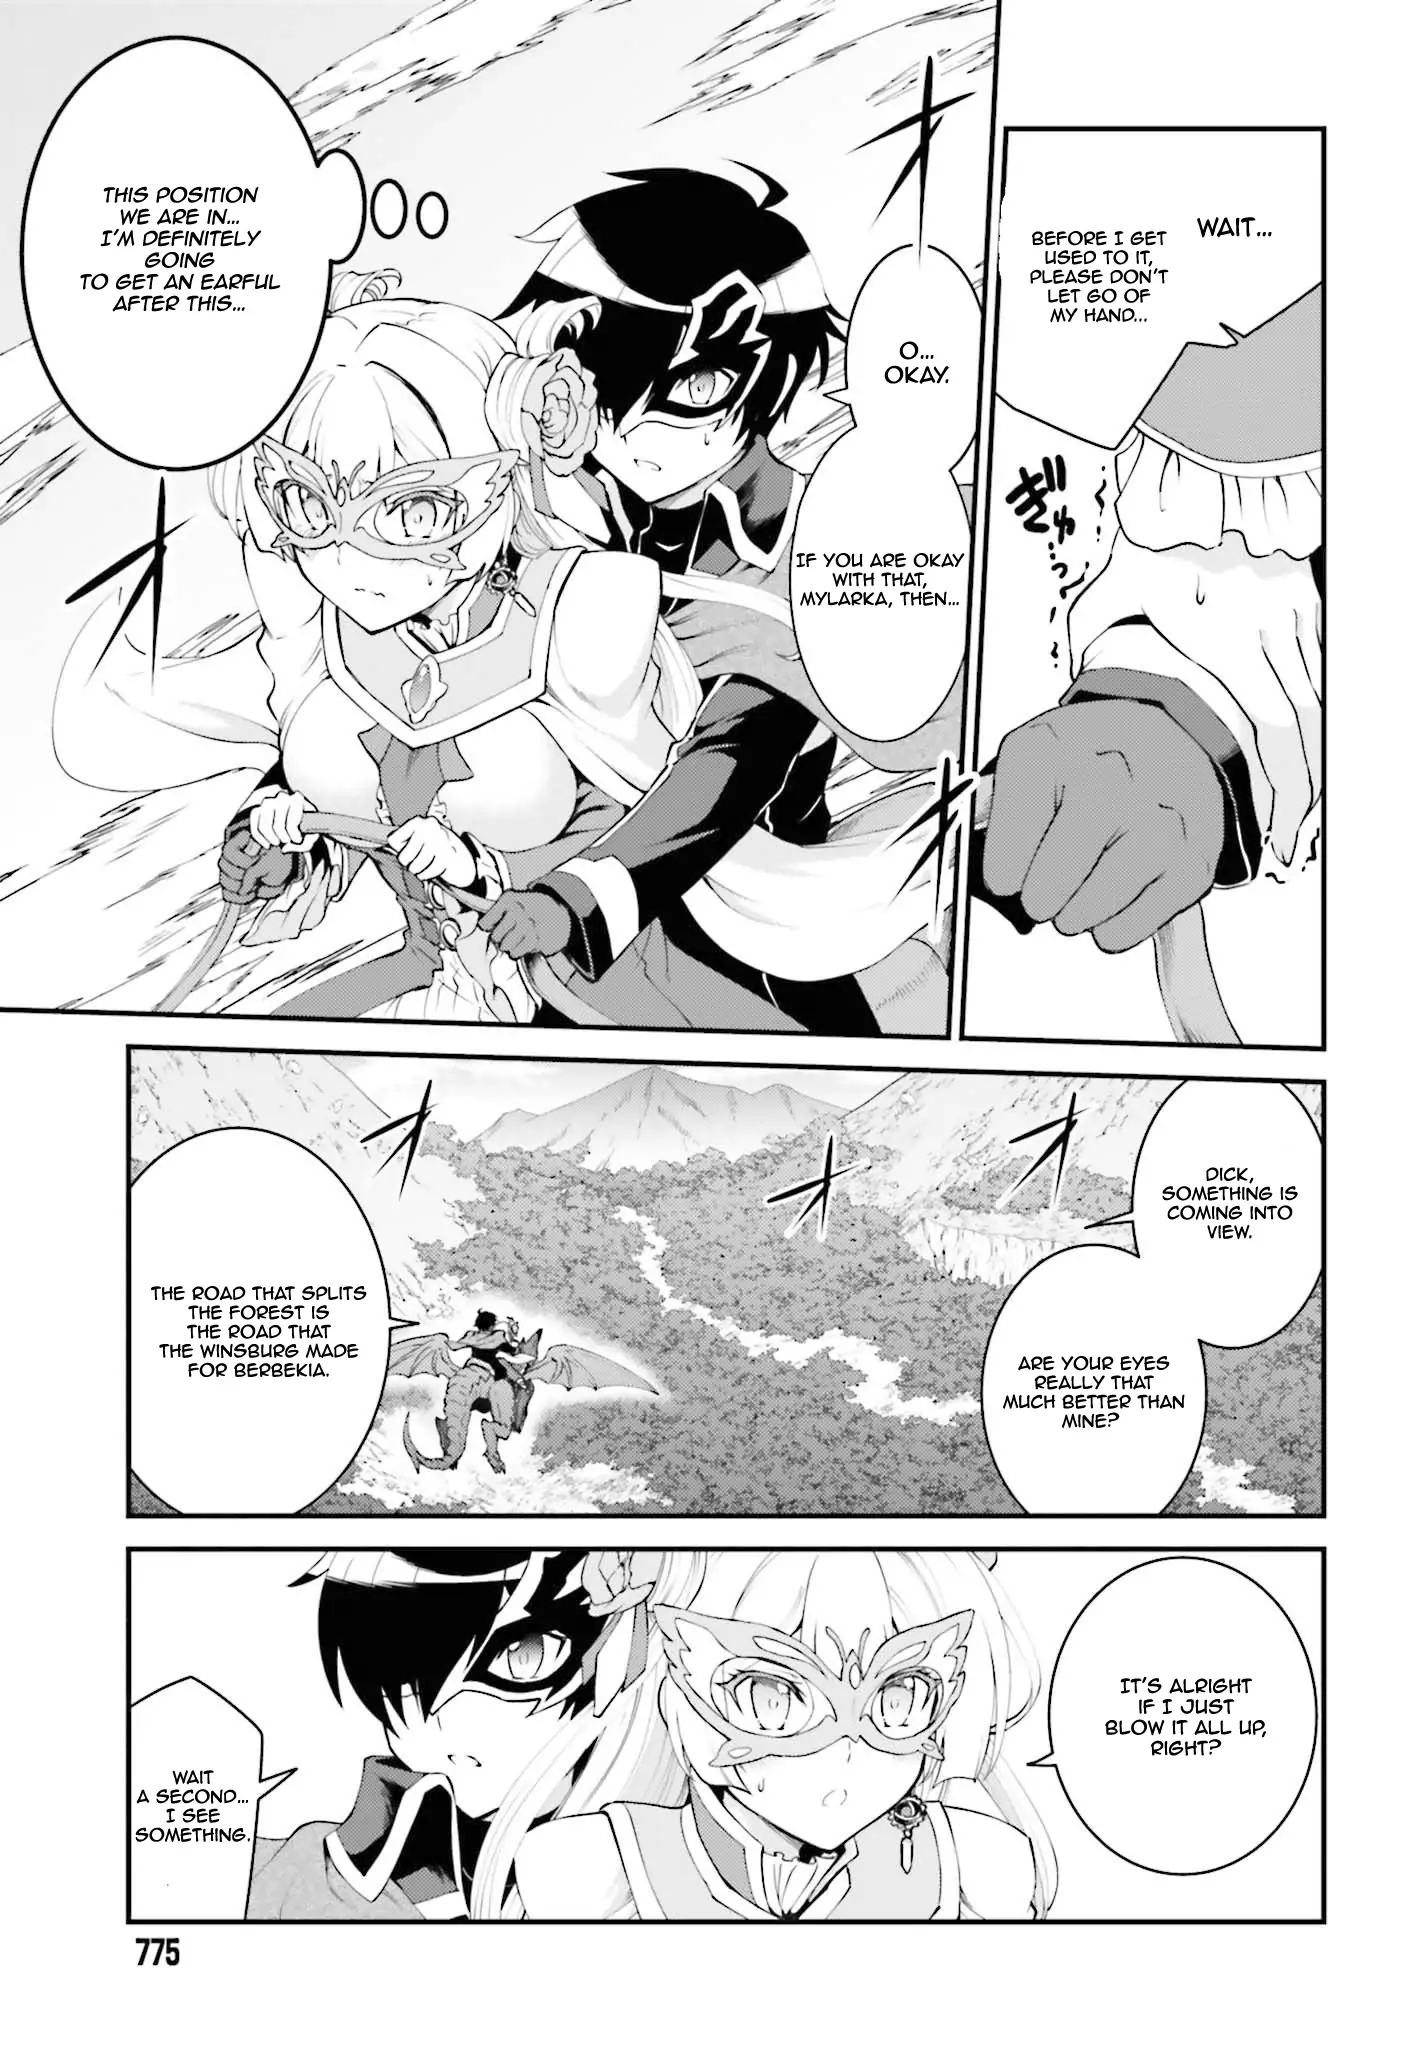 WAIT...
BEFORE I GET
USED TO IT,
PLEASE DON'T
LET GO OF
MY HAND...
ぎゅっ
O...
OKAY.
IF YOU ARE OKAY
WITH THAT,
MYLARKA, THEN...
THIS POSITION
WE ARE IN...
I'M DEFINITELY
GOING
TO GET AN EARFUL
AFTER THIS...
DICK,
SOMETHING IS
COMING INTO
VIEW.
ARE YOUR EYES
REALLY THAT
MUCH BETTER THAN
MINE?
THE ROAD THAT SPLITS
THE FOREST IS
THE ROAD THAT
THE WINSBURG MADE
FOR BERBEKIA.
IT'S ALRIGHT
IF I JUST
BLOW IT ALL UP,
RIGHT?
WAIT
A SECOND...
I SEE
SOMETHING.
775